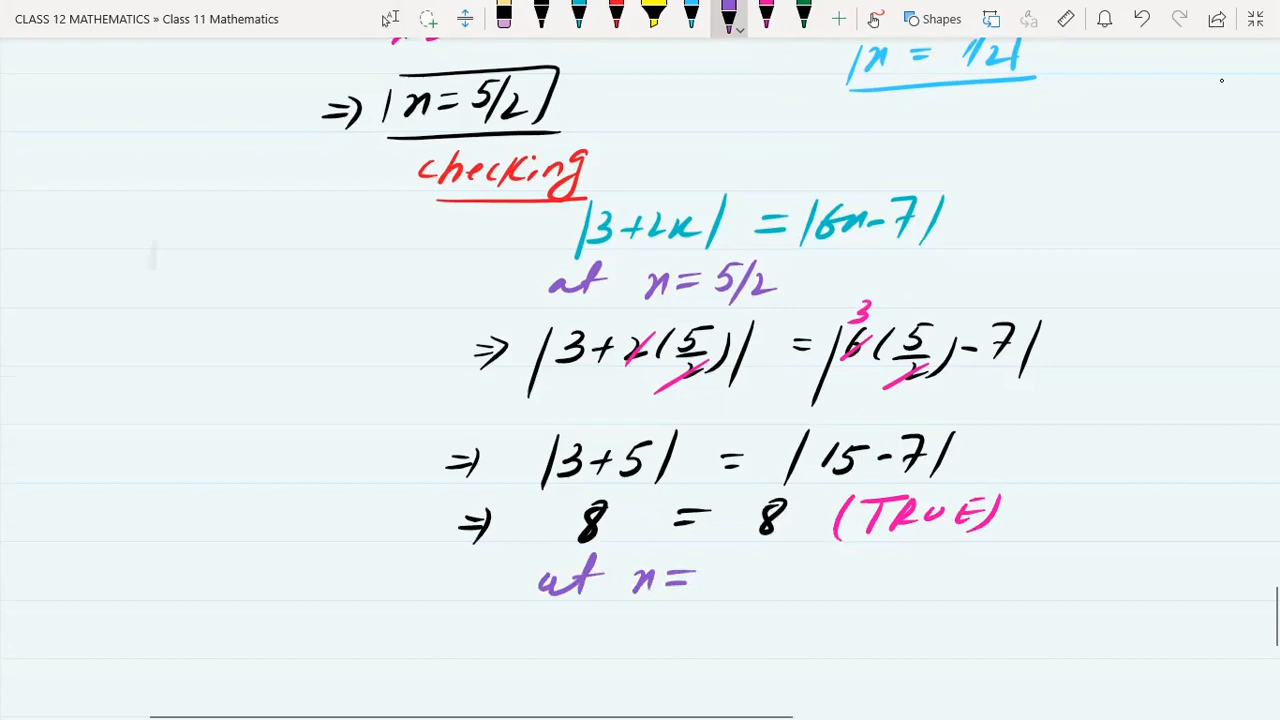 CLASS 12 MATHEMATICS » Class 11 Mathematics
Shapes
|x = 1/2|
=> |x = 5/2|
checking
|3+2x| = |6x-7|
at x = 5/2
=> |3+2(5/2)| = |6(5/2)-7|
3
=> |3+5| = |15-7|
=> 8 = 8 (TRUE)
at x =